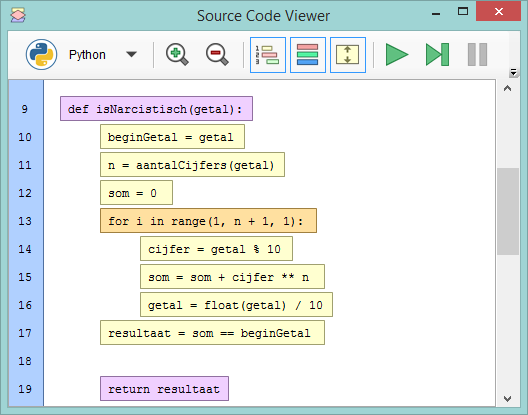 Source Code Viewer
Python
9 def isNarcistisch(getal):
10 beginGetal = getal
11 n = aantalCijfers(getal)
12 som = 0
13 for i in range(1, n + 1, 1):
14 cijfer = getal % 10
15 som = som + cijfer ** n
16 getal = float(getal) / 10
17 resultaat = som == beginGetal
18
19 return resultaat